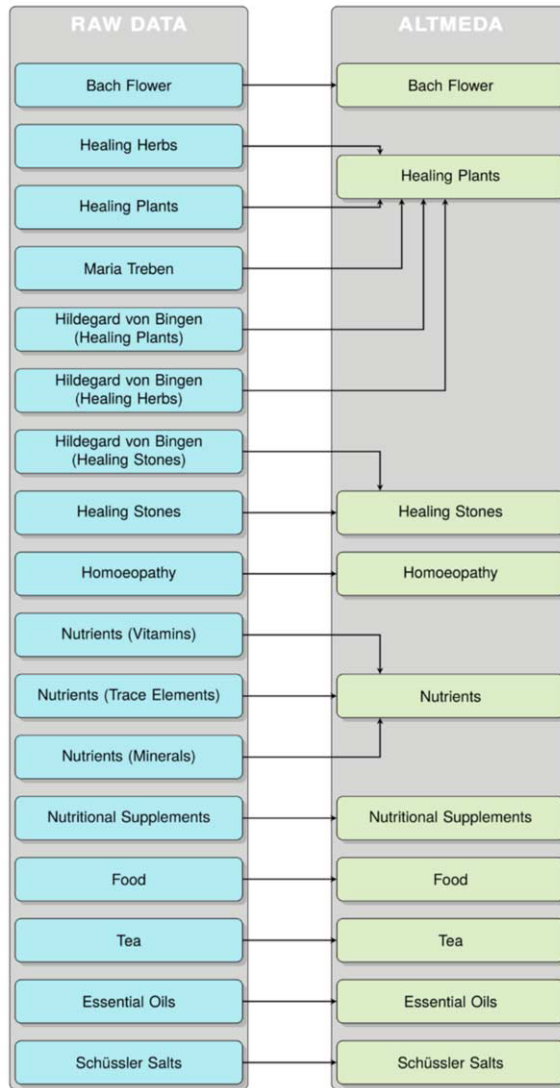 RAW DATA
ALTMEDA
Bach Flower
Bach Flower
Healing Herbs
Healing Plants
Healing Plants
Maria Treben
Hildegard von Bingen
(Healing Plants)
Hildegard von Bingen
(Healing Herbs)
Hildegard von Bingen
(Healing Stones)
Healing Stones
Healing Stones
Homoeopathy
Homoeopathy
Nutrients (Vitamins)
Nutrients (Trace Elements)
Nutrients
Nutrients (Minerals)
Nutritional Supplements
Nutritional Supplements
Food
Food
Tea
Tea
Essential Oils
Essential Oils
Schüssler Salts
Schüssler Salts